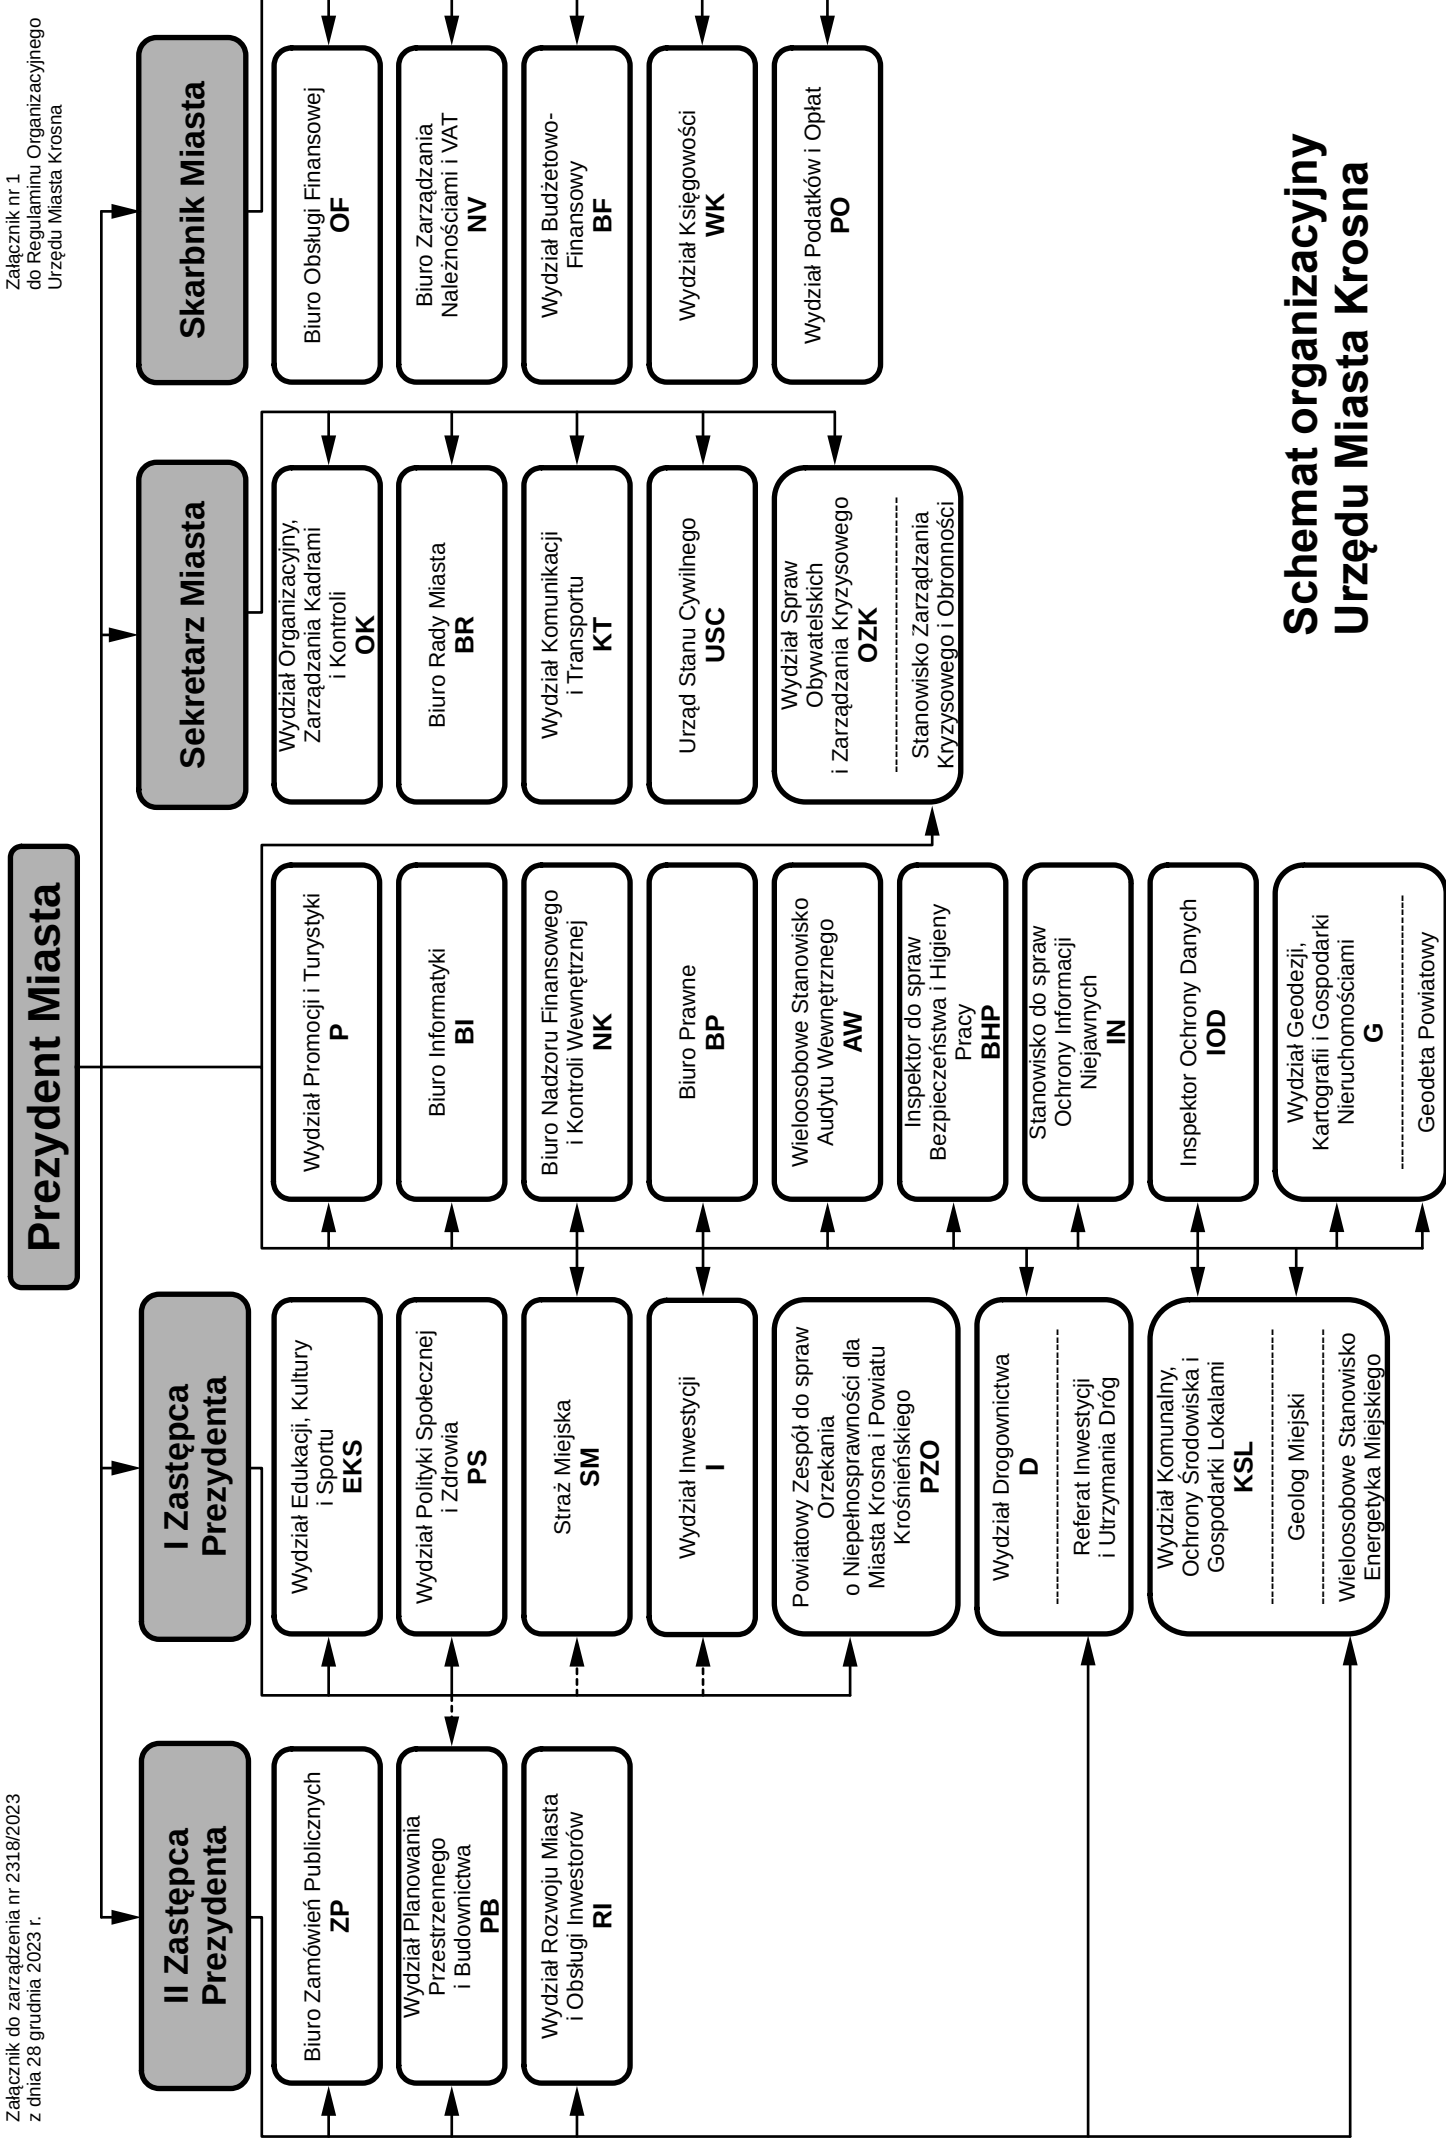 Załącznik do zarządzenia nr 2318/2023
z dnia 28 grudnia 2023 r.
Załącznik nr 1
do Regulaminu Organizacyjnego
Urzędu Miasta Krosna
Prezydent Miasta
II Zastępca
Prezydenta
I Zastępca
Prezydenta
Sekretarz Miasta
Skarbnik Miasta
Biuro Zamówień Publicznych
ZP
Wydział Planowania
Przestrzennego
i Budownictwa
PB
Wydział Rozwoju Miasta
i Obsługi Inwestorów
RI
Wydział Edukacji, Kultury
i Sportu
EKS
Wydział Polityki Społecznej
i Zdrowia
PS
Straż Miejska
SM
Wydział Inwestycji
I
Powiatowy Zespół do spraw
Orzekania
o Niepełnosprawności dla
Miasta Krosna i Powiatu
Krośnieńskiego
PZO
Wydział Drogownictwa
D
Referat Inwestycji
i Utrzymania Dróg
Wydział Komunalny,
Ochrony Środowiska i
Gospodarki Lokalami
KSL
Geolog Miejski
Wieloosobowe Stanowisko
Energetyka Miejskiego
Wydział Promocji i Turystyki
P
Biuro Informatyki
BI
Biuro Nadzoru Finansowego
i Kontroli Wewnętrznej
NK
Biuro Prawne
BP
Wieloosobowe Stanowisko
Audytu Wewnętrznego
AW
Inspektor do spraw
Bezpieczeństwa i Higieny
Pracy
BHP
Stanowisko do spraw
Ochrony Informacji
Niejawnych
IN
Inspektor Ochrony Danych
IOD
Wydział Geodezji,
Kartografii i Gospodarki
Nieruchomościami
G
Geodeta Powiatowy
Wydział Organizacyjny,
Zarządzania Kadrami
i Kontroli
OK
Biuro Rady Miasta
BR
Wydział Komunikacji
i Transportu
KT
Urząd Stanu Cywilnego
USC
Wydział Spraw
Obywatelskich
i Zarządzania Kryzysowego
OZK
Stanowisko Zarządzania
Kryzysowego i Obronności
Biuro Obsługi Finansowej
OF
Biuro Zarządzania
Należnościami i VAT
NV
Wydział Budżetowo-
Finansowy
BF
Wydział Księgowości
WK
Wydział Podatków i Opłat
PO
Schemat organizacyjny
Urzędu Miasta Krosna